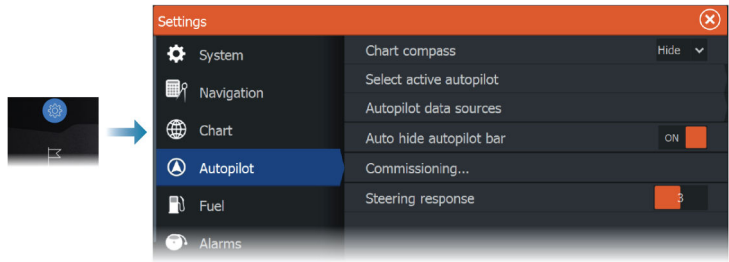 Settings
System
Navigation
Chart
Autopilot
Fuel
Alarms
Chart compass Hide
Select active autopilot
Autopilot data sources
Auto hide autopilot bar ON
Commissioning...
Steering response 3